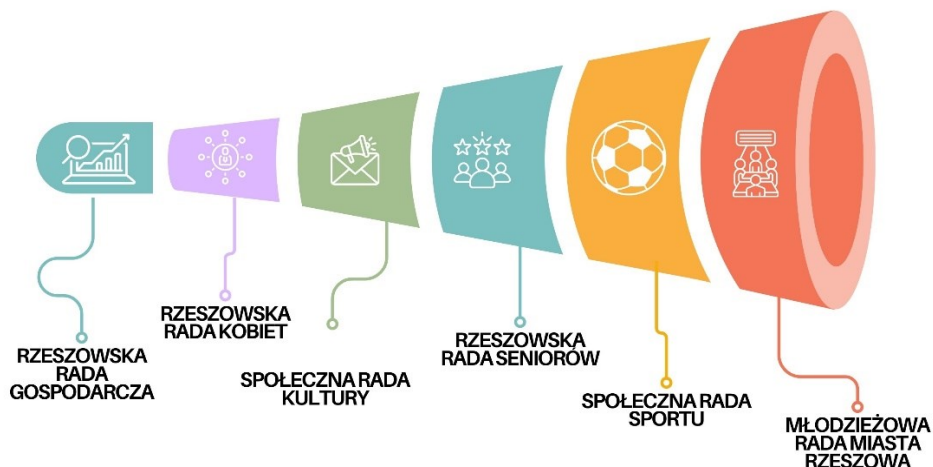 RZESZOWSKA
RADA
GOSPODARCZA
RZESZOWSKA
RADA KOBIET
SPOŁECZNA RADA
KULTURY
RZESZOWSKA
RADA SENIORÓW
SPOŁECZNA RADA
SPORTU
MŁODZIEŻOWA
RADA MIASTA
RZESZOWA